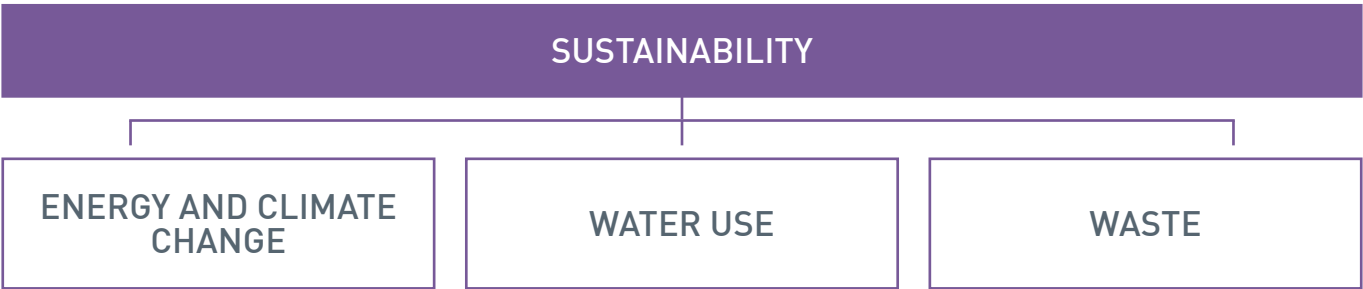 SUSTAINABILITY
ENERGY AND CLIMATE
CHANGE
WATER USE
WASTE